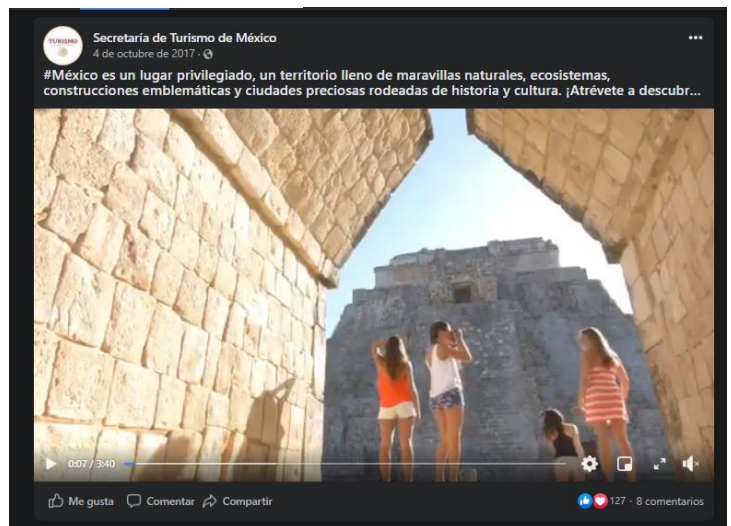 TURISMO
Secretaría de Turismo de México
4 de octubre de 2017 ·
#México es un lugar privilegiado, un territorio lleno de maravillas naturales, ecosistemas,
construcciones emblemáticas y ciudades preciosas rodeadas de historia y cultura. ¡Atrévete a descubr...
0:07 / 3:40
Me gusta Comentar Compartir 127 · 8 comentarios